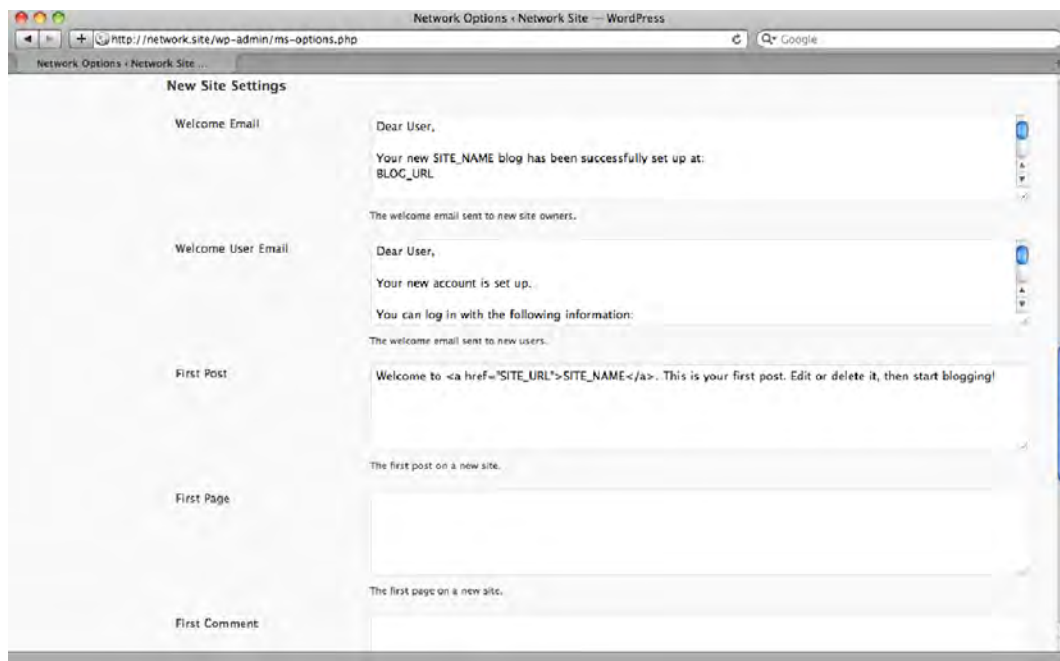 Network Options ‹ Network Site — WordPress
http://network.site/wp-admin/ms-options.php
Google
Network Options ‹ Network Site ...
New Site Settings
Welcome Email
Dear User,
Your new SITE_NAME blog has been successfully set up at:
BLOG_URL
The welcome email sent to new site owners.
Welcome User Email
Dear User,
Your new account is set up.
You can log in with the following information:
The welcome email sent to new users.
First Post
Welcome to <a href="SITE_URL">SITE_NAME</a>. This is your first post. Edit or delete it, then start blogging!
The first post on a new site.
First Page
The first page on a new site.
First Comment